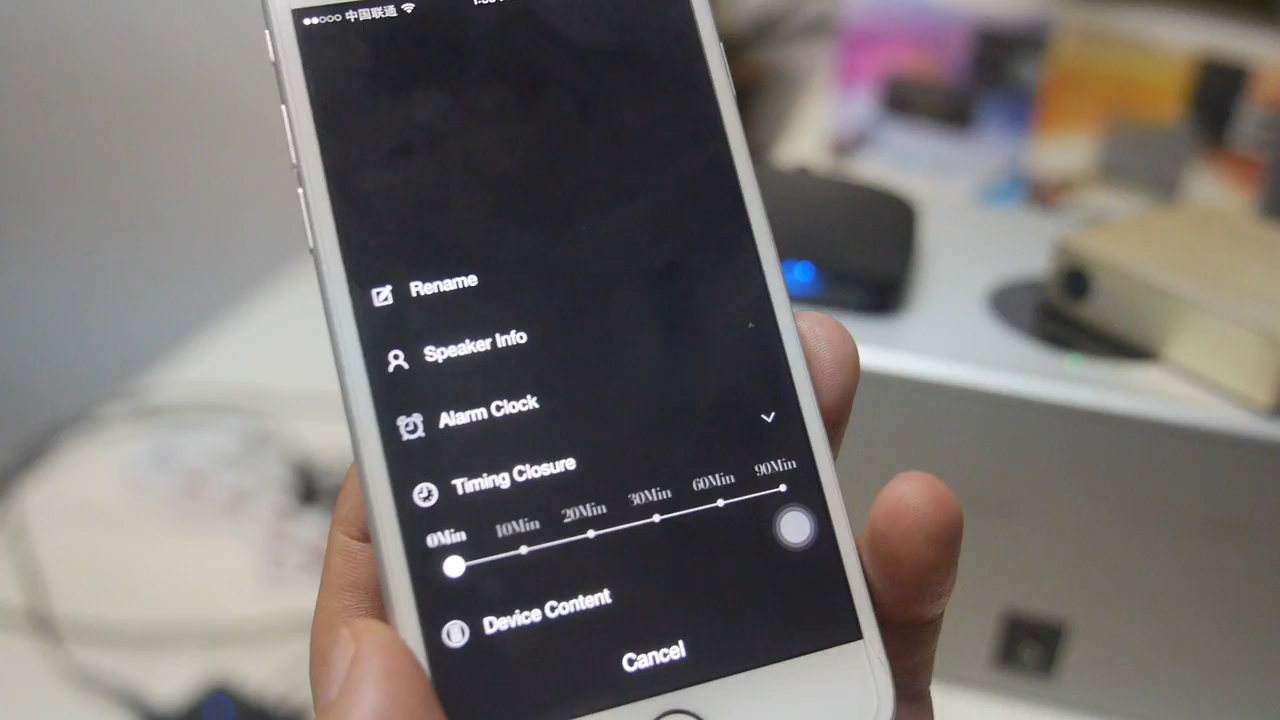 中国联通
Rename
Speaker Info
Alarm Clock
Timing Closure
0Min 10Min 20Min 30Min 60Min 90Min
Device Content
Cancel